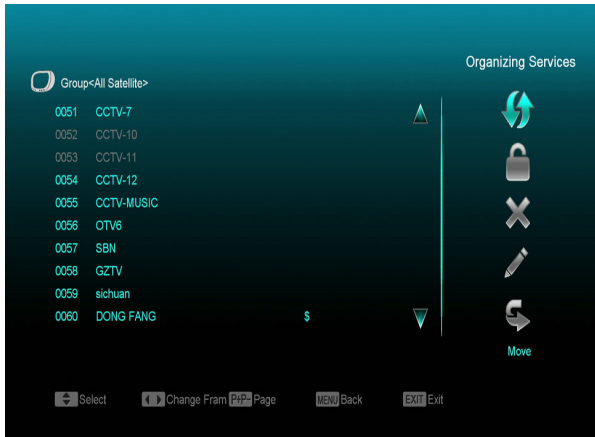 Organizing Services
Group<All Satellite>
0051 CCTV-7
0052 CCTV-10
0053 CCTV-11
0054 CCTV-12
0055 CCTV-MUSIC
0056 OTV6
0057 SBN
0058 GZTV
0059 sichuan
0060 DONG FANG $
Move
Select Change Fram P+P- Page MENU Back EXIT Exit